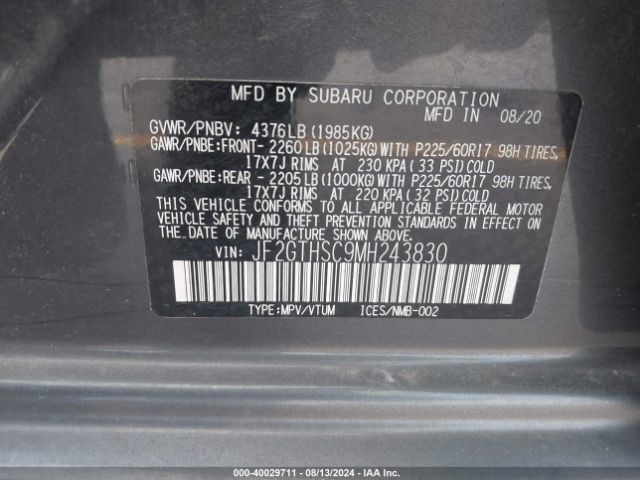 MFD BY SUBARU CORPORATION
MFD IN 08/20
GVWR/PNBV: 4376LB(1985KG)
GAWR/PNBE:FRONT- 2260LB(1025KG)WITH P225/60R17 98H TIRES,
17X7J RIMS AT 230 KPA(33 PSI)COLD
GAWR/PNBE:REAR - 2205LB(1000KG)WITH P225/60R17 98H TIRES,
17X7J RIMS AT 220 KPA(32 PSI)COLD
THIS VEHICLE CONFORMS TO ALL APPLICABLE FEDERAL MOTOR
VEHICLE SAFETY AND THEFT PREVENTION STANDARDS IN EFFECT ON
THE DATE OF MANUFACTURE SHOWN ABOVE.
VIN: JF2GTHSC9MH243830
TYPE:MPV/VTUM ICES/NMB-002
000-40029711 - 08/13/2024 - IAA Inc.